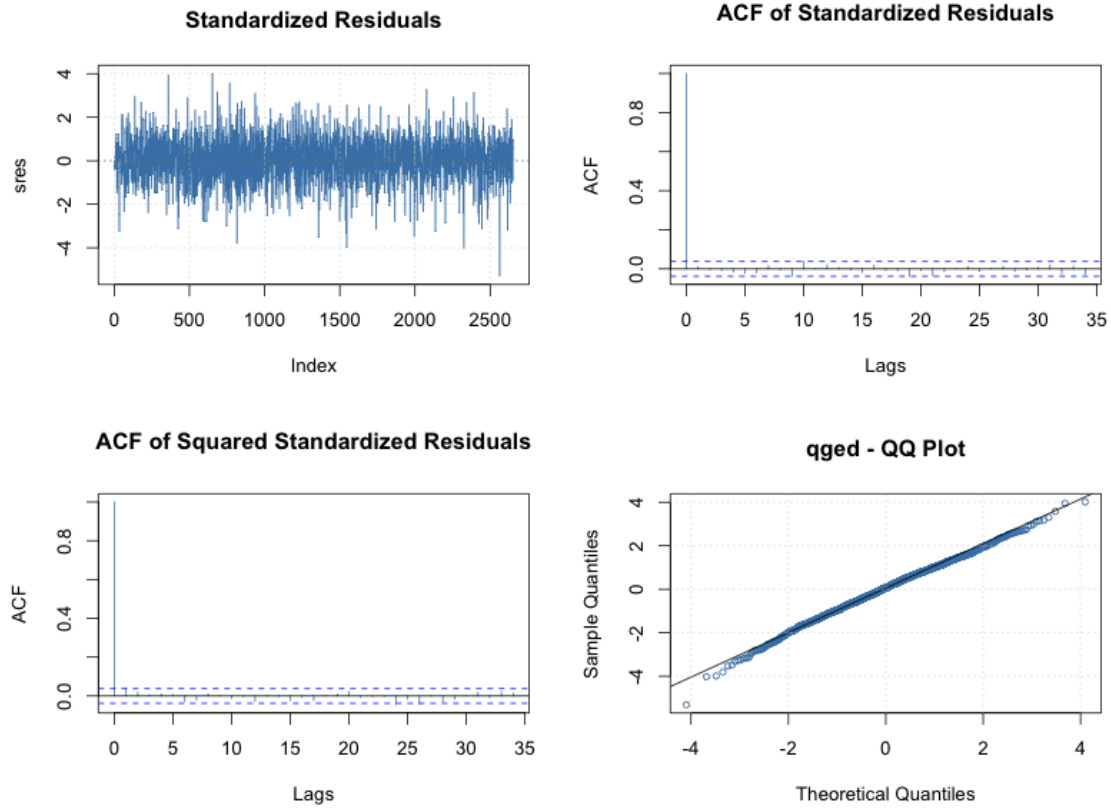 Standardized Residuals
sres
4
2
0
-2
-4
0 500 1000 1500 2000 2500
Index
ACF of Standardized Residuals
ACF
0.8
0.4
0.0
0 5 10 15 20 25 30 35
Lags
ACF of Squared Standardized Residuals
ACF
0.8
0.4
0.0
0 5 10 15 20 25 30 35
Lags
qged - QQ Plot
Sample Quantiles
4
2
0
-2
-4
-4 -2 0 2 4
Theoretical Quantiles